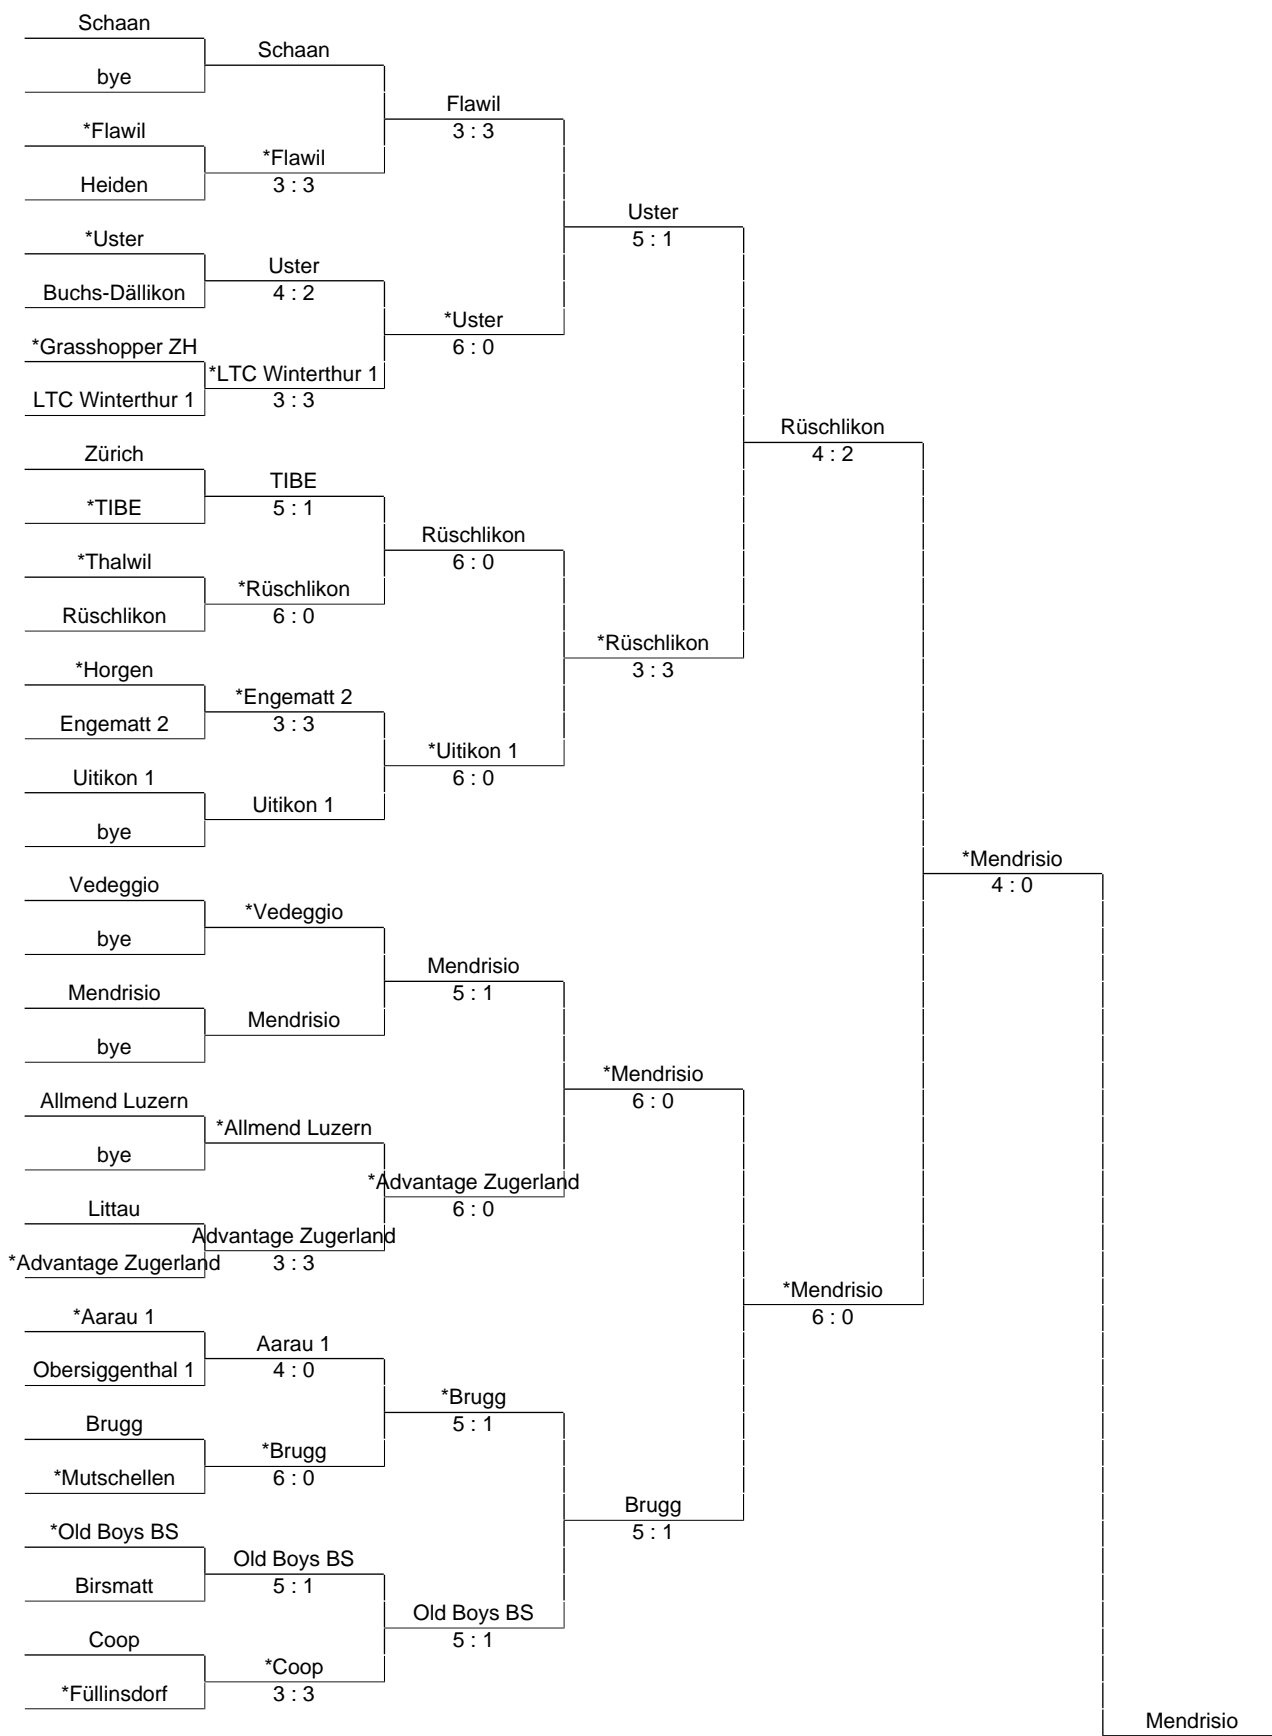 Schaan
Schaan
bye
Flawil
3 : 3
*Flawil
*Flawil
3 : 3
Heiden
Uster
5 : 1
*Uster
Uster
4 : 2
Buchs-Dällikon
*Uster
6 : 0
*Grasshopper ZH
*LTC Winterthur 1
3 : 3
LTC Winterthur 1
Rüschlikon
4 : 2
Zürich
TIBE
5 : 1
*TIBE
Rüschlikon
6 : 0
*Thalwil
*Rüschlikon
6 : 0
Rüschlikon
*Rüschlikon
3 : 3
*Horgen
*Engematt 2
3 : 3
Engematt 2
*Uitikon 1
6 : 0
Uitikon 1
Uitikon 1
bye
*Mendrisio
4 : 0
Vedeggio
*Vedeggio
bye
Mendrisio
5 : 1
Mendrisio
Mendrisio
bye
*Mendrisio
6 : 0
Allmend Luzern
*Allmend Luzern
bye
*Advantage Zugerland
6 : 0
Littau
Advantage Zugerland
3 : 3
*Advantage Zugerland
*Mendrisio
6 : 0
*Aarau 1
Aarau 1
4 : 0
Obersiggenthal 1
*Brugg
5 : 1
Brugg
*Brugg
6 : 0
*Mutschellen
Brugg
5 : 1
*Old Boys BS
Old Boys BS
5 : 1
Birsmatt
Old Boys BS
5 : 1
Coop
*Coop
3 : 3
*Füllinsdorf
Mendrisio